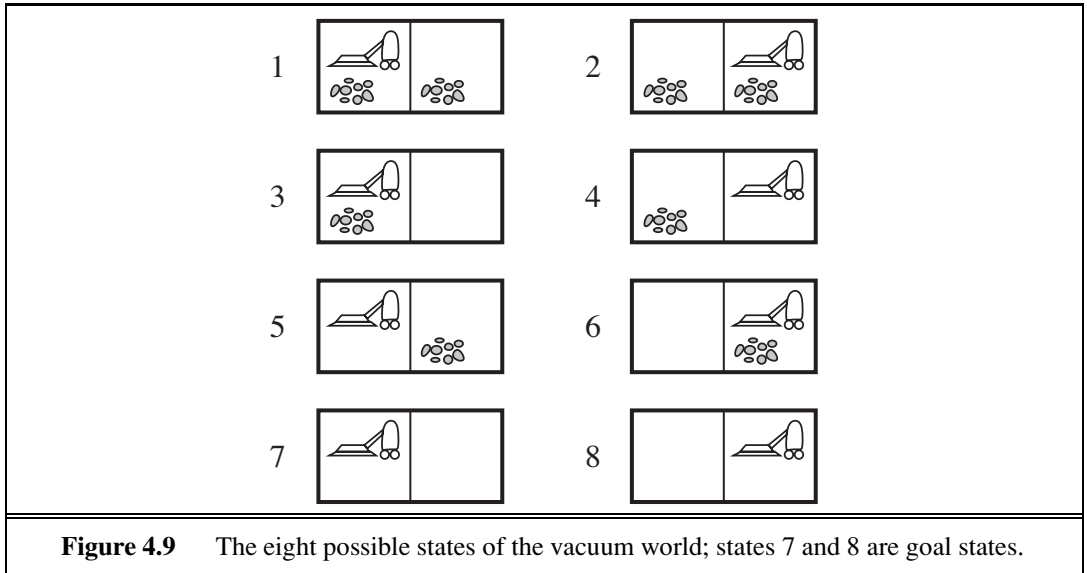 1 2
3 4
5 6
7 8
Figure 4.9 The eight possible states of the vacuum world; states 7 and 8 are goal states.